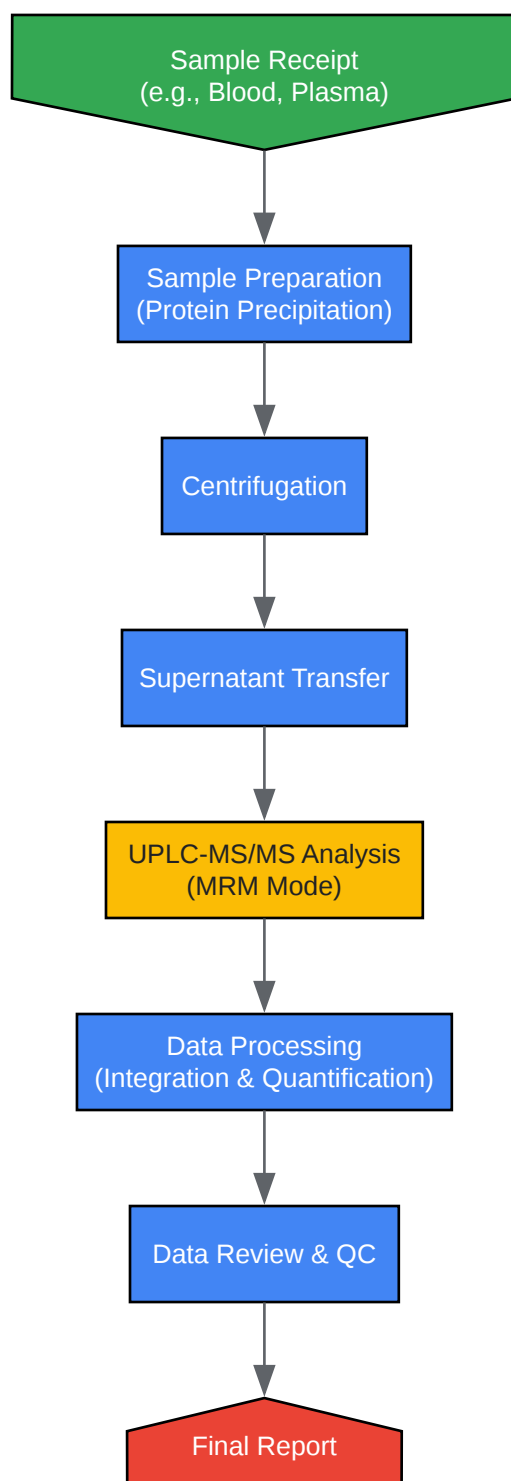 Sample Receipt
(e.g., Blood, Plasma)
Sample Preparation
(Protein Precipitation)
Centrifugation
Supernatant Transfer
UPLC-MS/MS Analysis
(MRM Mode)
Data Processing
(Integration & Quantification)
Data Review & QC
Final Report